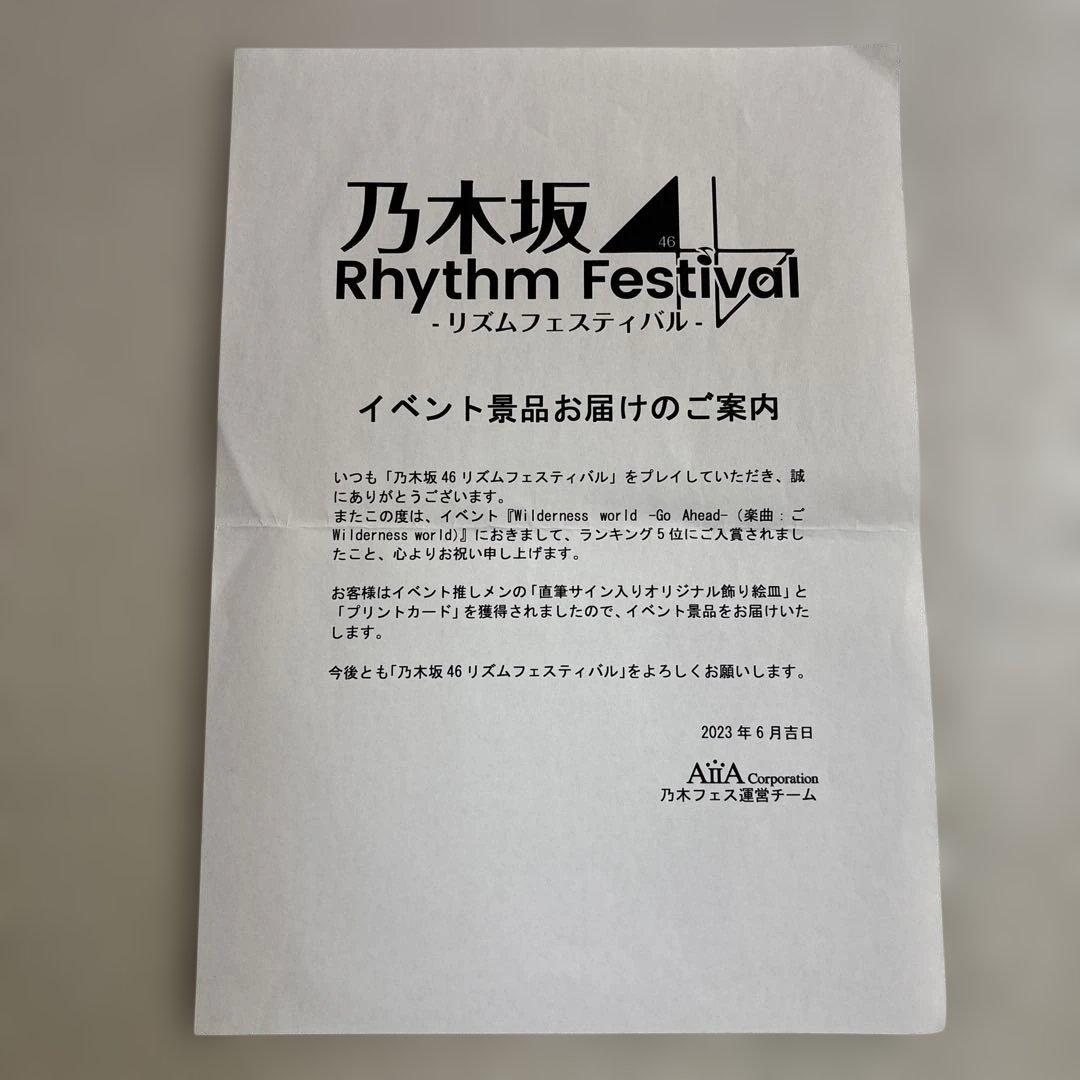 乃木坂46
Rhythm Festival
- リズムフェスティバル -
イベント景品お届けのご案内
いつも「乃木坂 46 リズムフェスティバル」をプレイしていただき、誠
にありがとうございます。
またこの度は、イベント『Wilderness world -Go Ahead-（楽曲：ご
Wilderness world)』におきまして、ランキング 5 位にご入賞されまし
たこと、心よりお祝い申し上げます。
お客様はイベント推しメンの「直筆サイン入りオリジナル飾り絵皿」と
「プリントカード」を獲得されましたので、イベント景品をお届けいた
します。
今後とも「乃木坂 46 リズムフェスティバル」をよろしくお願いします。
2023 年 6 月吉日
AiiA Corporation
乃木フェス運営チーム